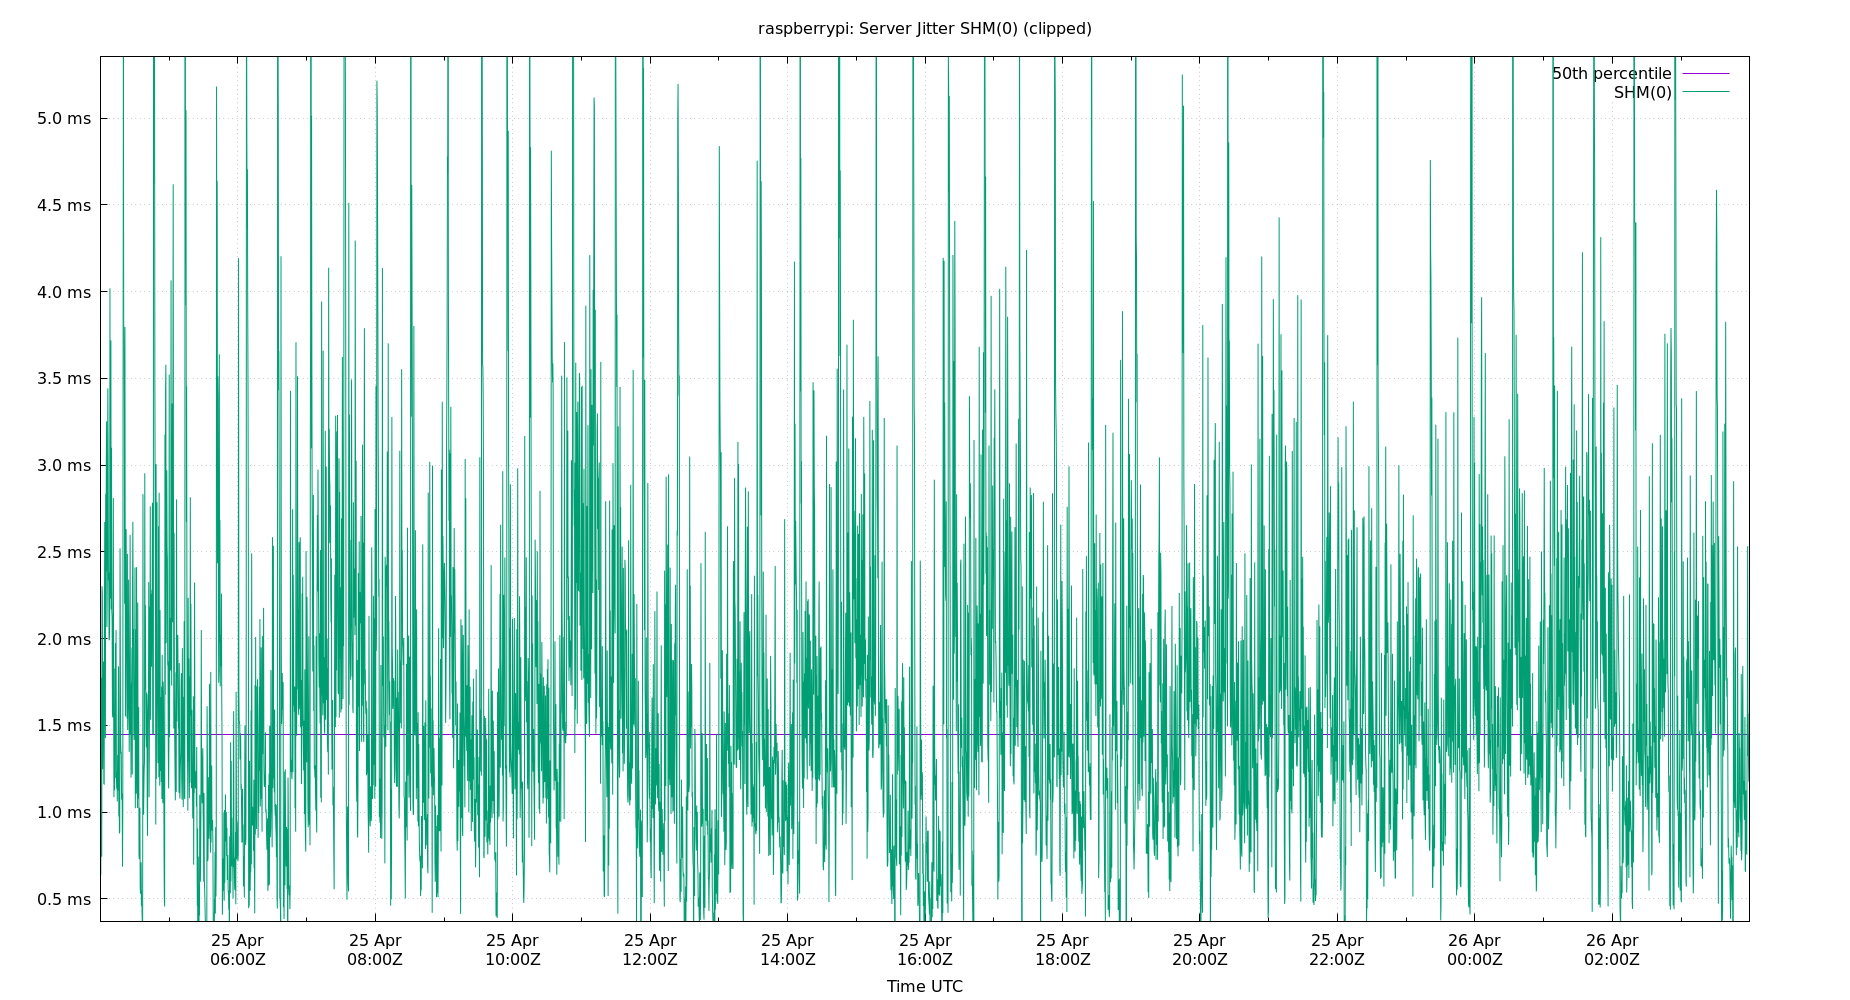 raspberrypi: Server Jitter SHM(0) (clipped)
50th percentile
SHM(0)
5.0 ms
4.5 ms
4.0 ms
3.5 ms
3.0 ms
2.5 ms
2.0 ms
1.5 ms
1.0 ms
0.5 ms
25 Apr 25 Apr 25 Apr 25 Apr 25 Apr 25 Apr 25 Apr 25 Apr 25 Apr 26 Apr 26 Apr
06:00Z 08:00Z 10:00Z 12:00Z 14:00Z 16:00Z 18:00Z 20:00Z 22:00Z 00:00Z 02:00Z
Time UTC